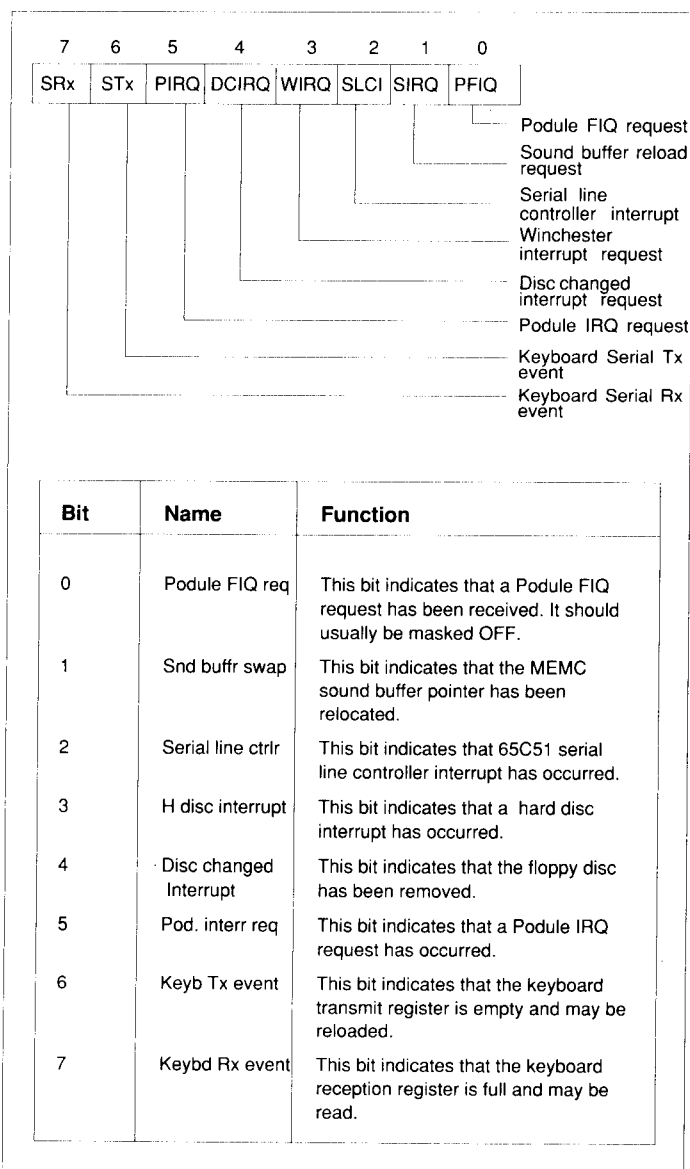 7 6 5 4 3 2 1 0
SRx STx PIRQ DCIRQ WIRQ SLCI SIRQ PFIQ
Podule FIQ request
Sound buffer reload
request
Serial line
controller interrupt
Winchester
interrupt request
Disc changed
interrupt request
Podule IRQ request
Keyboard Serial Tx
event
Keyboard Serial Rx
event
Bit Name Function
0 Podule FIQ req This bit indicates that a Podule FIQ
request has been received. It should
usually be masked OFF.
1 Snd buffr swap This bit indicates that the MEMC
sound buffer pointer has been
relocated.
2 Serial line ctrlr This bit indicates that 65C51 serial
line controller interrupt has occurred.
3 H disc interrupt This bit indicates that a hard disc
interrupt has occurred.
4 Disc changed This bit indicates that the floppy disc
Interrupt has been removed.
5 Pod. interr req This bit indicates that a Podule IRQ
request has occurred.
6 Keyb Tx event This bit indicates that the keyboard
transmit register is empty and may be
reloaded.
7 Keybd Rx event This bit indicates that the keyboard
reception register is full and may be
read.